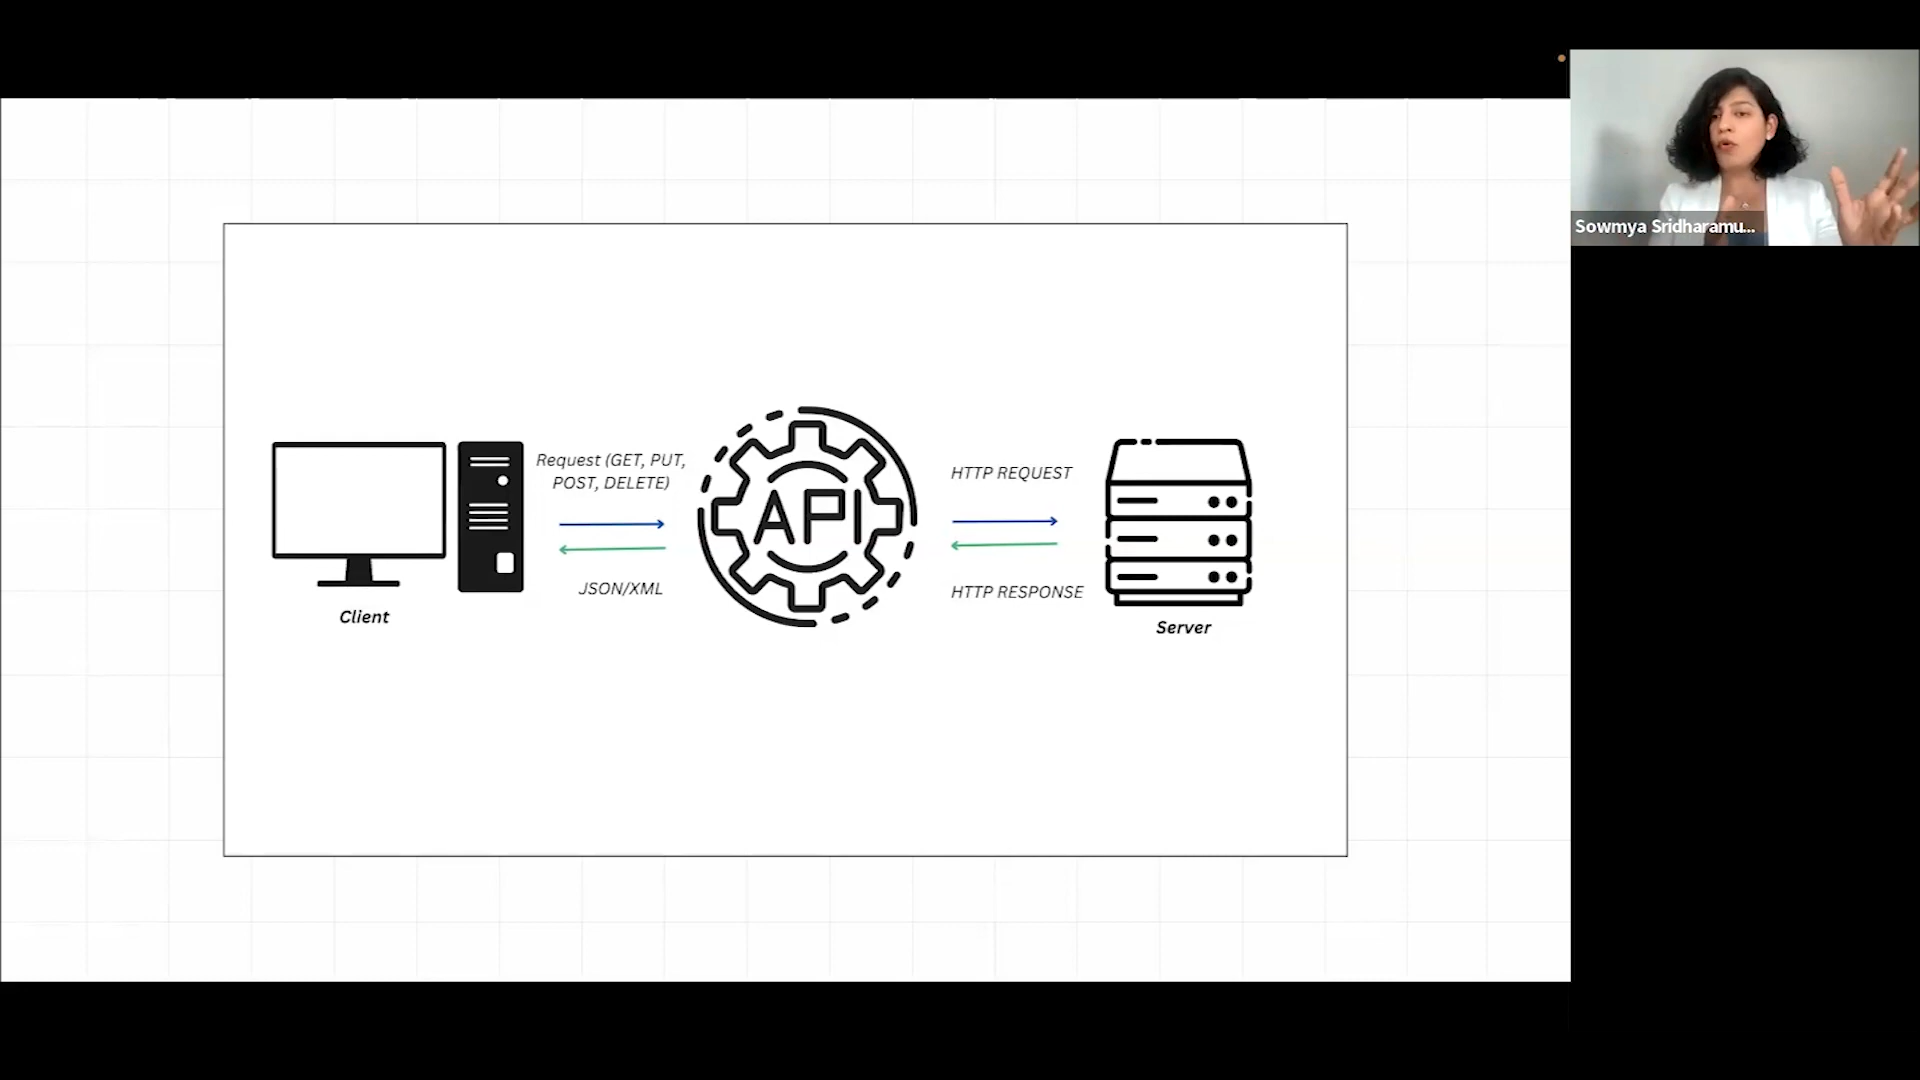 Sowmya Sridharamu...
Request (GET, PUT,
POST, DELETE)
API
HTTP REQUEST
JSON/XML
HTTP RESPONSE
Client
Server